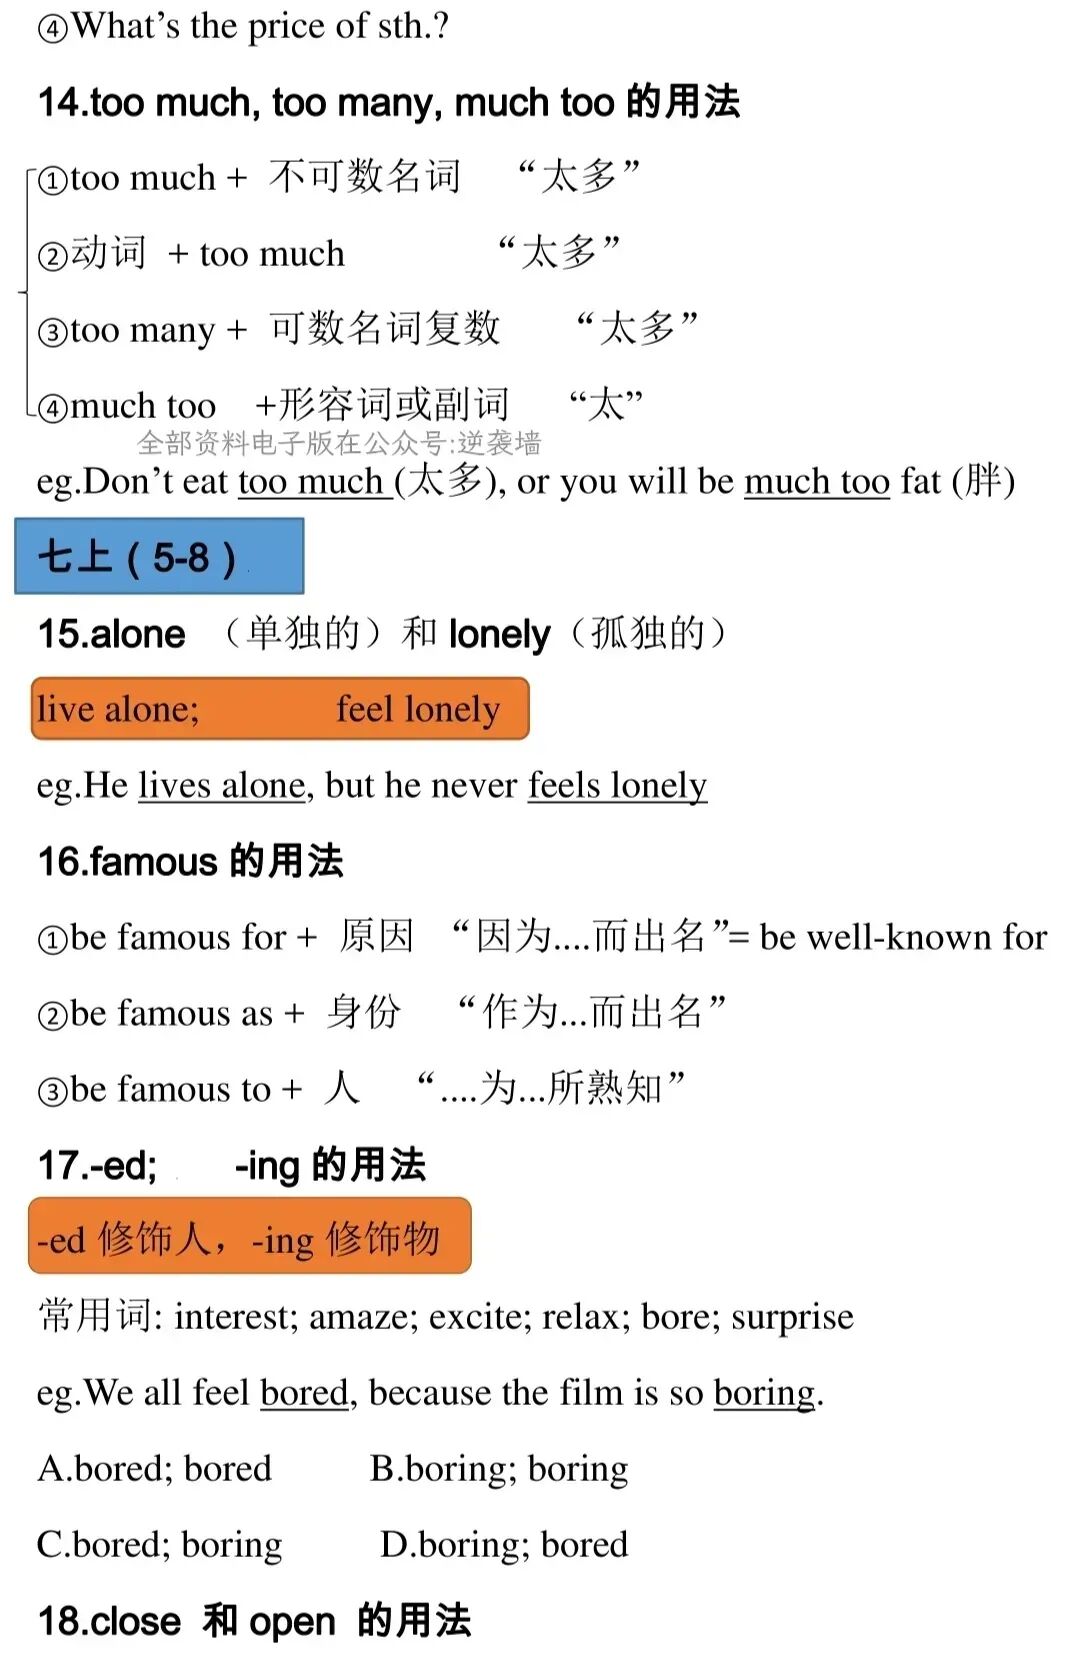 ④What’s the price of sth.?
14.too much, too many, much too 的用法
①too much + 不可数名词 “太多”
②动词 + too much “太多”
③too many + 可数名词复数 “太多”
④much too +形容词或副词 “太”
全部资料电子版在公众号:逆袭墙
eg.Don’t eat too much (太多), or you will be much too fat (胖)
七上（5-8）
15.alone （单独的）和 lonely（孤独的）
live alone; feel lonely
eg.He lives alone, but he never feels lonely
16.famous 的用法
①be famous for + 原因 “因为....而出名”= be well-known for
②be famous as + 身份 “作为...而出名”
③be famous to + 人 “....为...所熟知”
17.-ed; -ing 的用法
-ed 修饰人，-ing 修饰物
常用词: interest; amaze; excite; relax; bore; surprise
eg.We all feel bored, because the film is so boring.
A.bored; bored B.boring; boring
C.bored; boring D.boring; bored
18.close 和 open 的用法